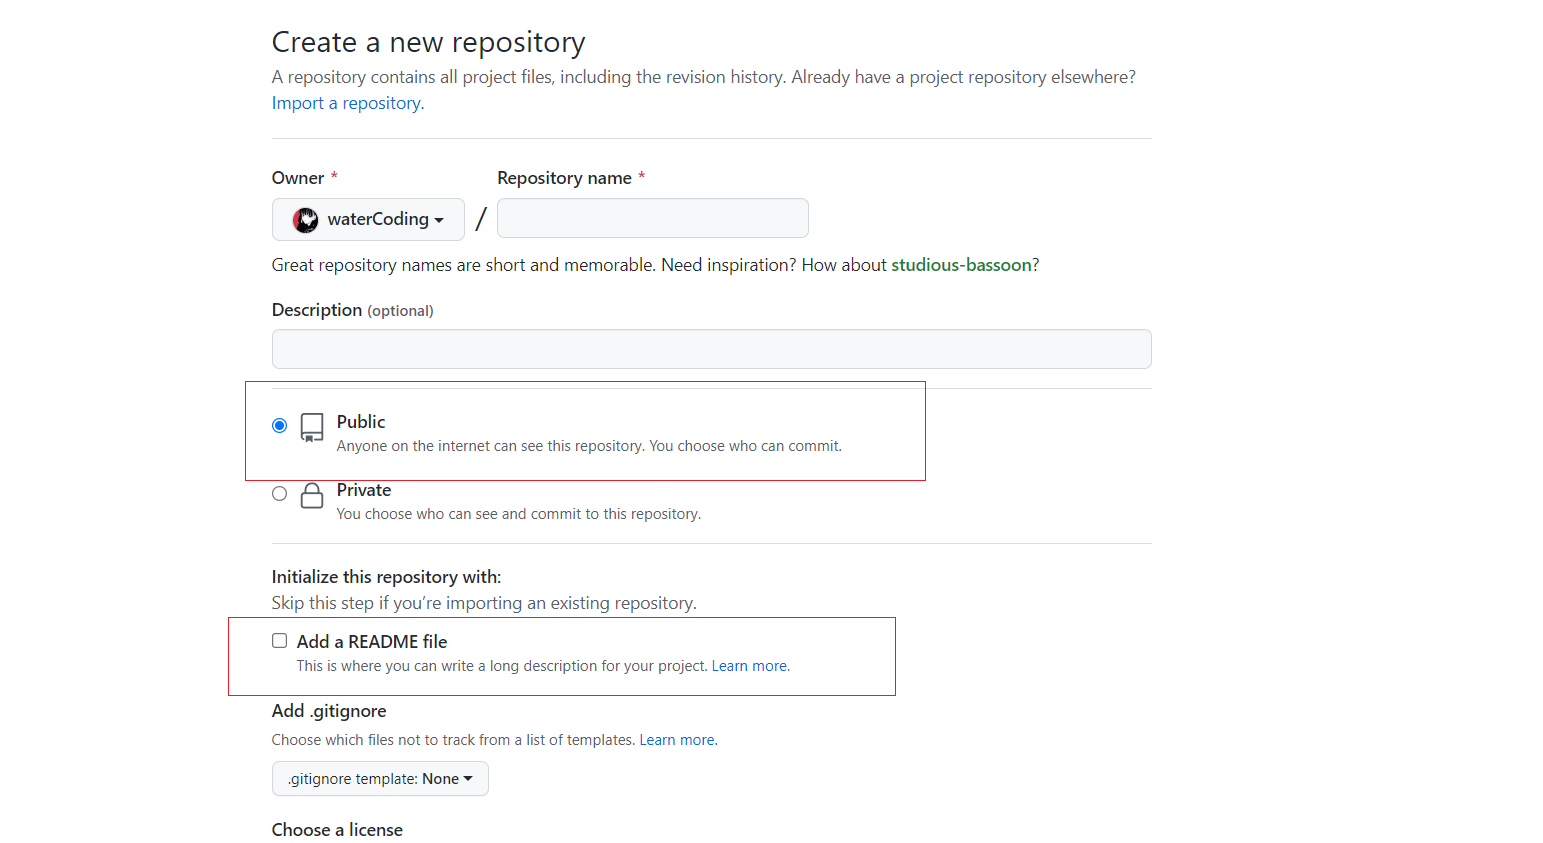 Create a new repository
A repository contains all project files, including the revision history. Already have a project repository elsewhere?
Import a repository.
Owner * Repository name *
waterCoding /
Great repository names are short and memorable. Need inspiration? How about studious-bassoon?
Description (optional)
Public
Anyone on the internet can see this repository. You choose who can commit.
Private
You choose who can see and commit to this repository.
Initialize this repository with:
Skip this step if you’re importing an existing repository.
Add a README file
This is where you can write a long description for your project. Learn more.
Add .gitignore
Choose which files not to track from a list of templates. Learn more.
.gitignore template: None
Choose a license